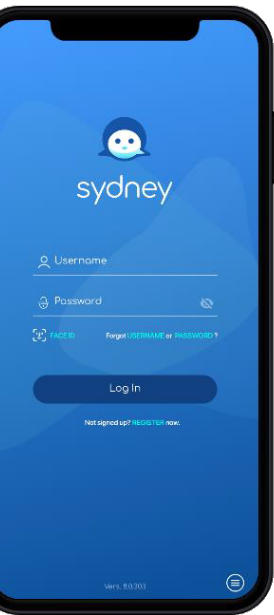 sydney
Username
Password
FACE ID Forgot USERNAME or PASSWORD ?
Log In
Not signed up? REGISTER now.